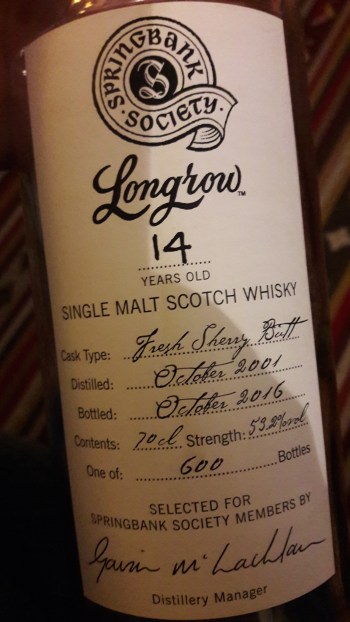 SPRINGBANK
S
· SOCIETY ·
Longrow™
14
YEARS OLD
SINGLE MALT SCOTCH WHISKY
Cask Type: Fresh Sherry Butt
Distilled: October 2001
Bottled: October 2016
Contents: 70cl Strength: 53.2%vol
One of: 600 Bottles
SELECTED FOR
SPRINGBANK SOCIETY MEMBERS BY
Gavin McLachlan
Distillery Manager